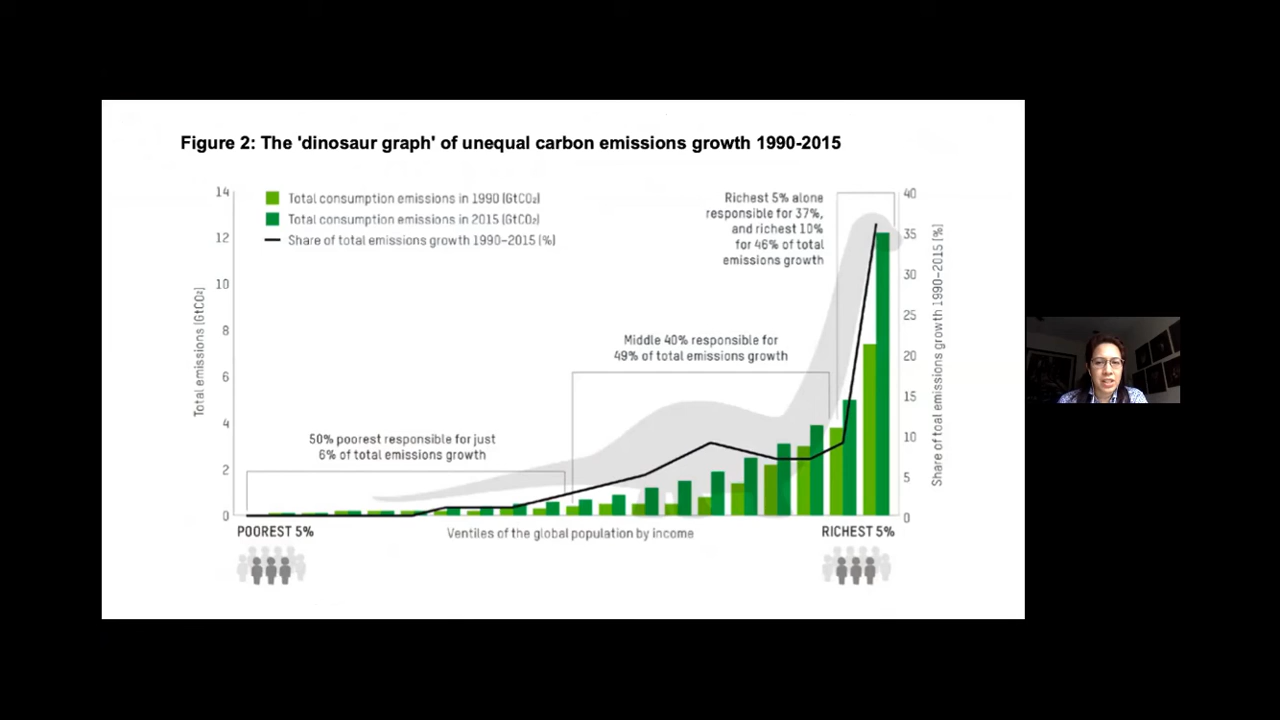 Figure 2: The 'dinosaur graph' of unequal carbon emissions growth 1990-2015
14
12
10
8
6
4
2
0
Total emissions (GtCO₂)
Total consumption emissions in 1990 (GtCO₂)
Total consumption emissions in 2015 (GtCO₂)
Share of total emissions growth 1990–2015 (%)
50% poorest responsible for just
6% of total emissions growth
Middle 40% responsible for
49% of total emissions growth
Richest 5% alone
responsible for 37%,
and richest 10%
for 46% of total
emissions growth
40
35
30
25
20
15
10
5
0
Share of toal emissions growth 1990–2015 (%)
POOREST 5%
Ventiles of the global population by income
RICHEST 5%